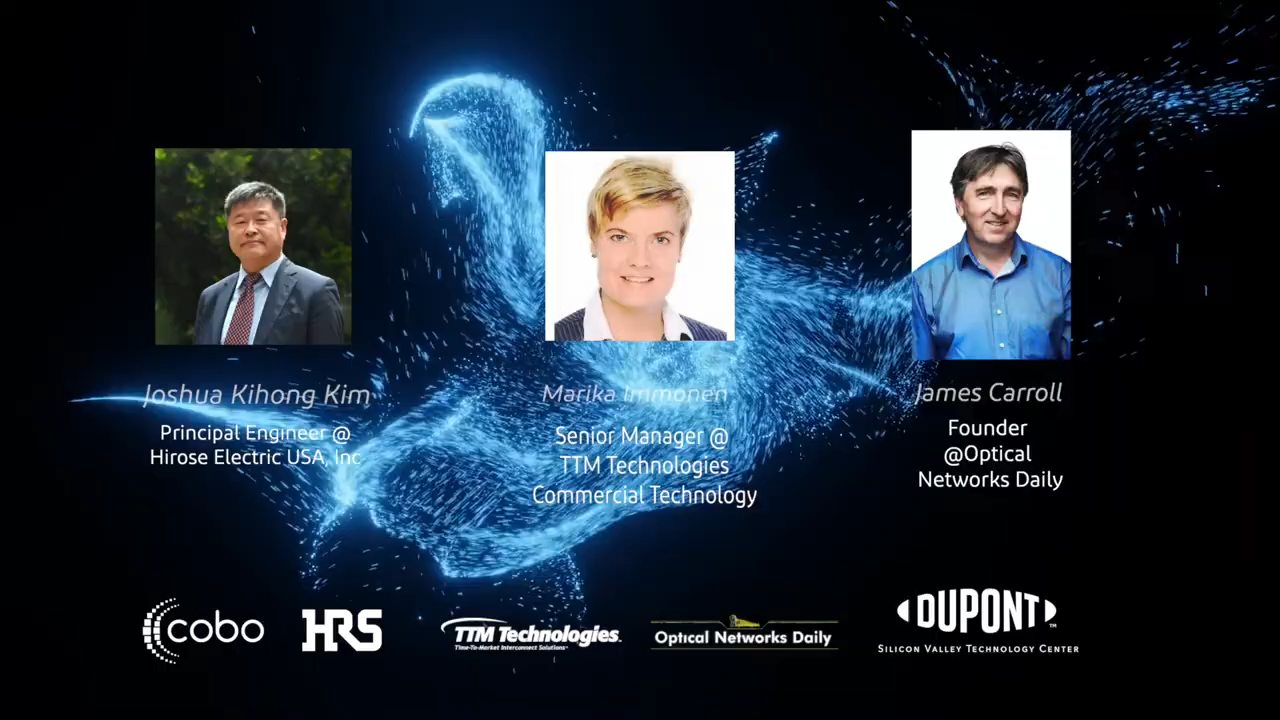 Joshua Kihong Kim
Principal Engineer @
Hirose Electric USA, Inc
Marika Immonen
Senior Manager @
TTM Technologies
Commercial Technology
James Carroll
Founder
@Optical
Networks Daily
cobo
HRS
TTM Technologies
Time-To-Market Interconnect Solutions
Optical Networks Daily
DUPONT™
Silicon Valley Technology Center